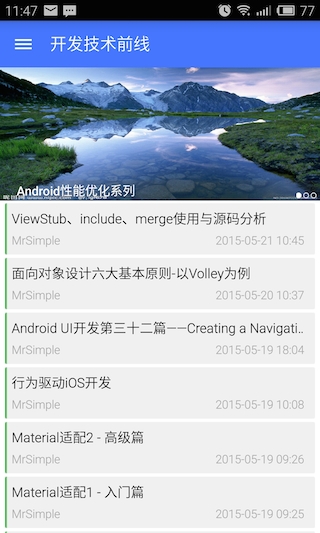 11:47
77
开发技术前线
Android性能优化系列
ViewStub、include、merge使用与源码分析
MrSimple 2015-05-21 10:45
面向对象设计六大基本原则-以Volley为例
MrSimple 2015-05-20 10:37
Android UI开发第三十二篇——Creating a Navigati..
MrSimple 2015-05-19 18:04
行为驱动iOS开发
MrSimple 2015-05-19 10:08
Material适配2 - 高级篇
MrSimple 2015-05-19 09:26
Material适配1 - 入门篇
MrSimple 2015-05-19 09:25